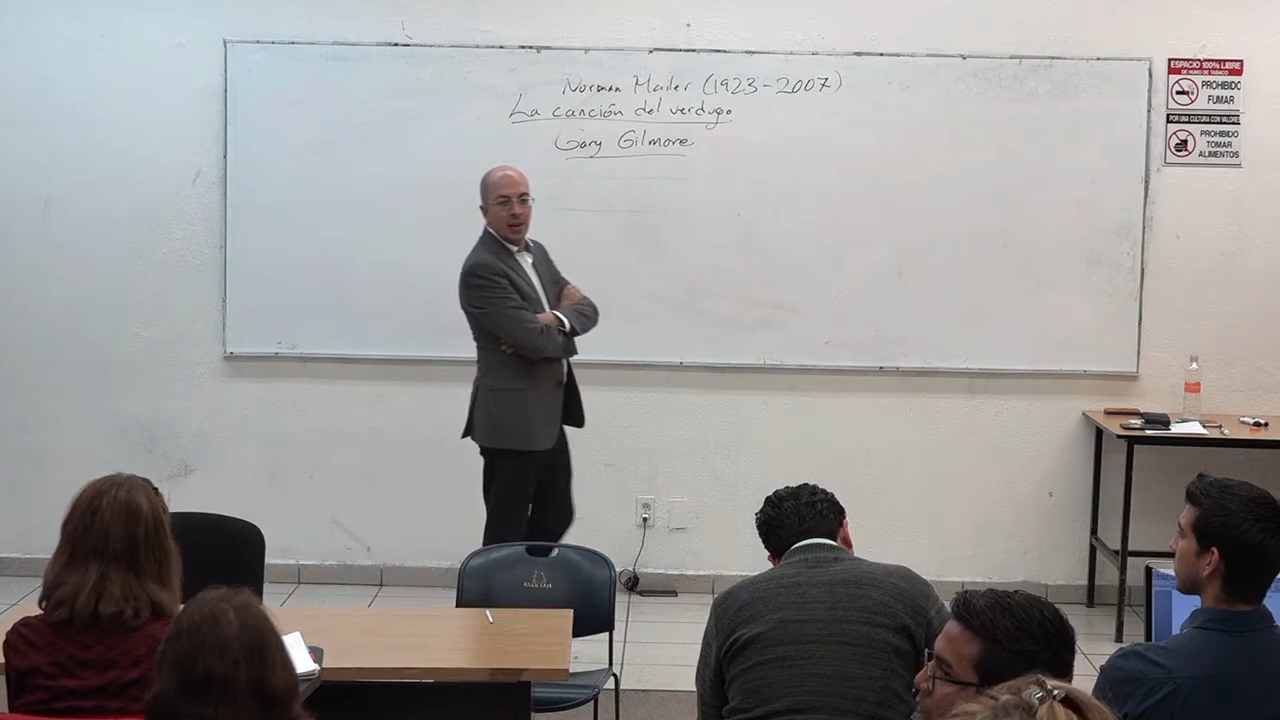 Norman Mailer (1923-2007)
La canción del verdugo
Gary Gilmore
ESPACIO 100% LIBRE
DE HUMO DE TABACO
PROHIBIDO
FUMAR
POR UNA CULTURA CON VALORES
PROHIBIDO
TOMAR
ALIMENTOS